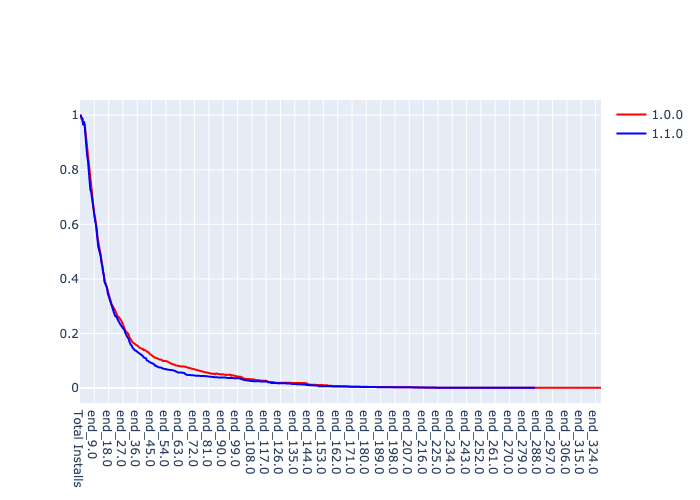 1.0.0
1.1.0
1
0.8
0.6
0.4
0.2
0
Total Installs
end_9.0
end_18.0
end_27.0
end_36.0
end_45.0
end_54.0
end_63.0
end_72.0
end_81.0
end_90.0
end_99.0
end_108.0
end_117.0
end_126.0
end_135.0
end_144.0
end_153.0
end_162.0
end_171.0
end_180.0
end_189.0
end_198.0
end_207.0
end_216.0
end_225.0
end_234.0
end_243.0
end_252.0
end_261.0
end_270.0
end_279.0
end_288.0
end_297.0
end_306.0
end_315.0
end_324.0